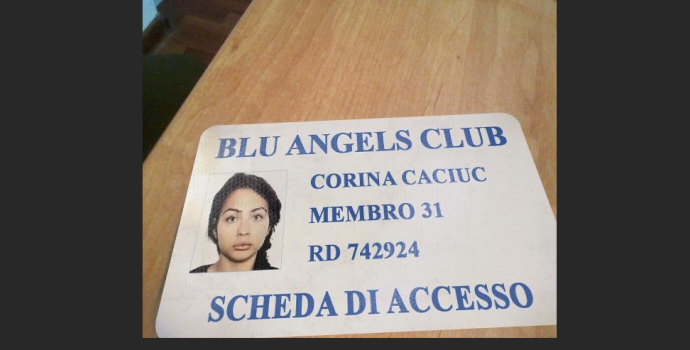 BLU ANGELS CLUB
CORINA CACIUC
MEMBRO 31
RD 742924
SCHEDA DI ACCESSO